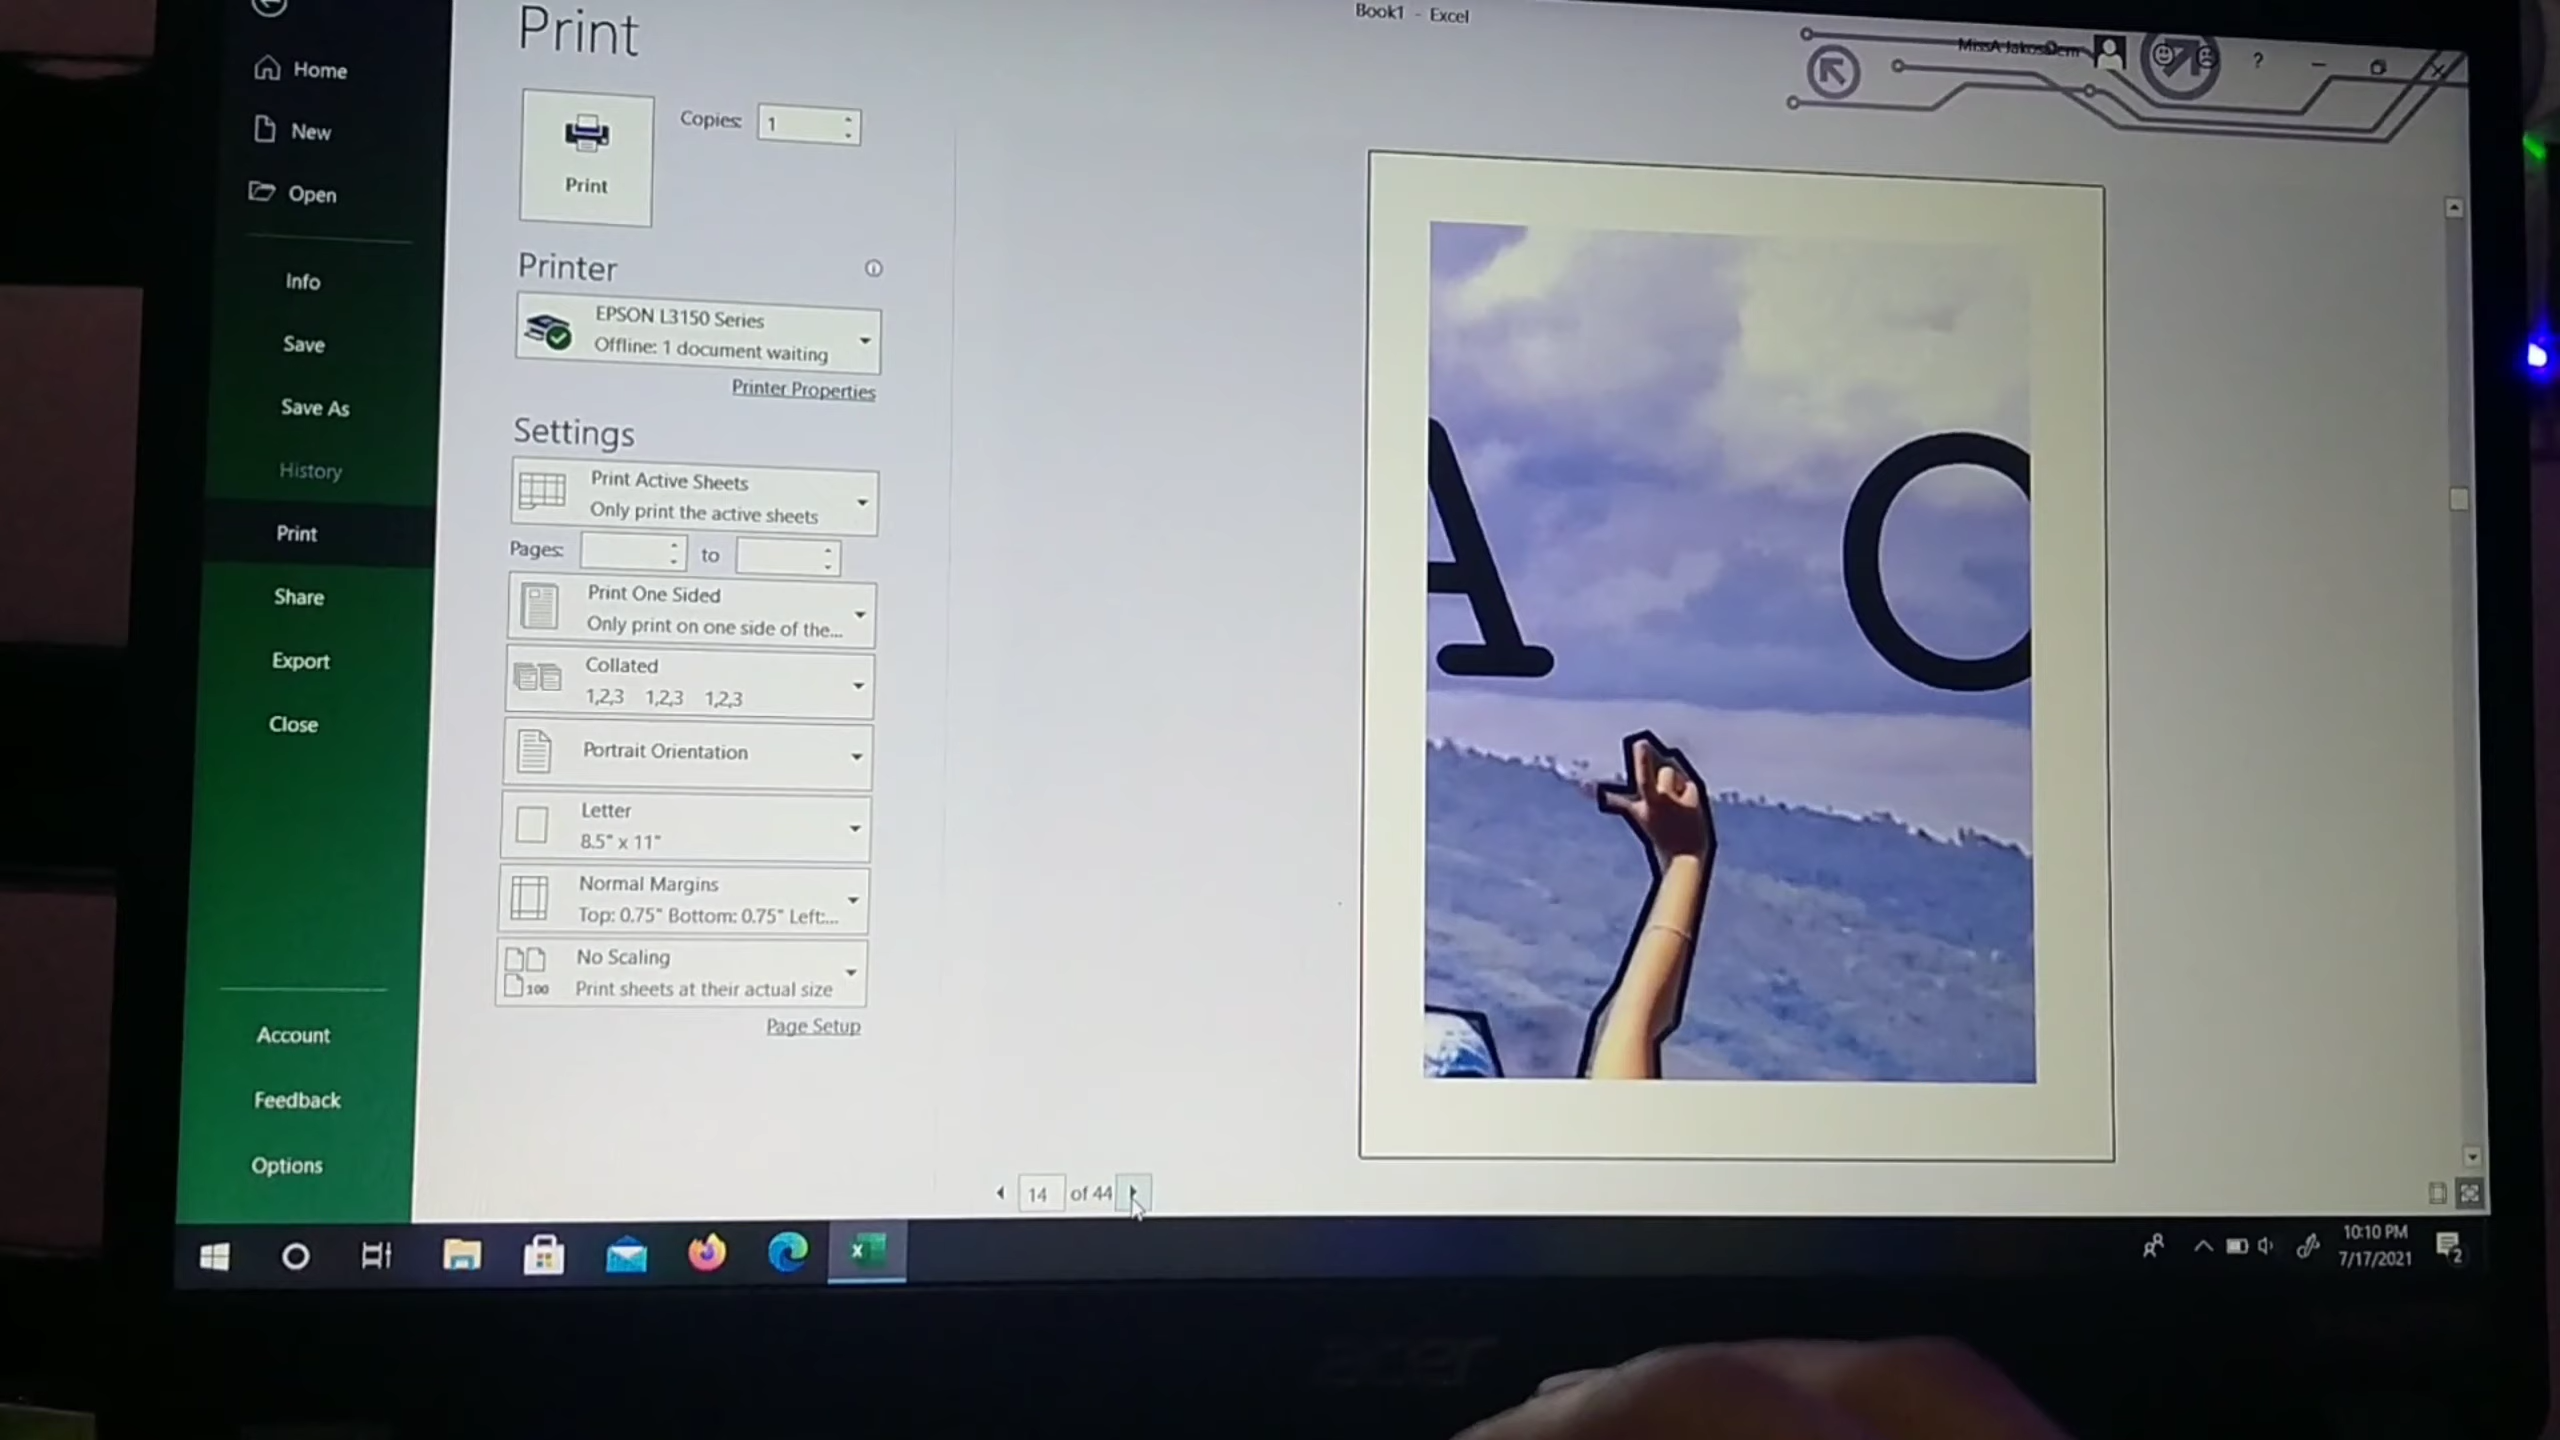 Book1 - Excel
Print
Home
New
Open
Info
Save
Save As
History
Print
Share
Export
Close
Account
Feedback
Options
Print
Copies: 1
Printer
EPSON L3150 Series
Offline: 1 document waiting
Printer Properties
Settings
Print Active Sheets
Only print the active sheets
Pages: to
Print One Sided
Only print on one side of the...
Collated
1,2,3 1,2,3 1,2,3
Portrait Orientation
Letter
8.5" x 11"
Normal Margins
Top: 0.75" Bottom: 0.75" Left:...
No Scaling
100
Print sheets at their actual size
Page Setup
?
A O
14 of 44
10:10 PM
7/17/2021
2
acer